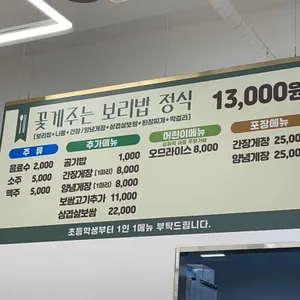 꽃게주는 보리밥 정식 13,000원
[보리밥+나물+간장/양념게장+삼겹살보쌈+된장찌개+막걸리]
주 류
음료수 2,000
소주 5,000
맥주 5,000
추가메뉴
공기밥 1,000
간장게장 (1마리) 8,000
양념게장 (1마리) 8,000
보쌈고기추가 11,000
삼겹살보쌈 22,000
어린이메뉴
오므라이스 8,000
포장메뉴
간장게장 25,00
양념게장 25,00
초등학생부터 1인 1메뉴 부탁드립니다.